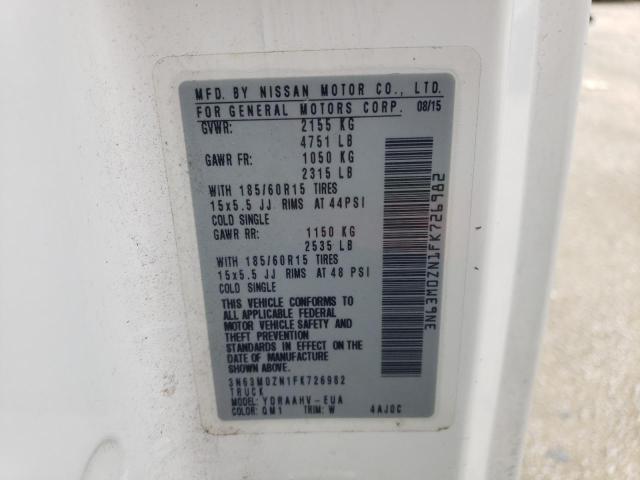 MFD. BY NISSAN MOTOR CO., LTD.
FOR GENERAL MOTORS CORP. 08/15
GVWR: 2155 KG
4751 LB
GAWR FR: 1050 KG
2315 LB
WITH 185/60R15 TIRES
15x5.5 JJ RIMS AT 44PSI
COLD SINGLE
GAWR RR: 1150 KG
2535 LB
WITH 185/60R15 TIRES
15x5.5 JJ RIMS AT 48 PSI
COLD SINGLE
THIS VEHICLE CONFORMS TO
ALL APPLICABLE FEDERAL
MOTOR VEHICLE SAFETY AND
THEFT PREVENTION
STANDARDS IN EFFECT ON THE
DATE OF MANUFACTURE
SHOWN ABOVE.
3N63M0ZN1FK726982
TRUCK
MODEL: YDRAAHV-EUA
COLOR: QM1 TRIM: W 4AJ0C
3N63M0ZN1FK726982